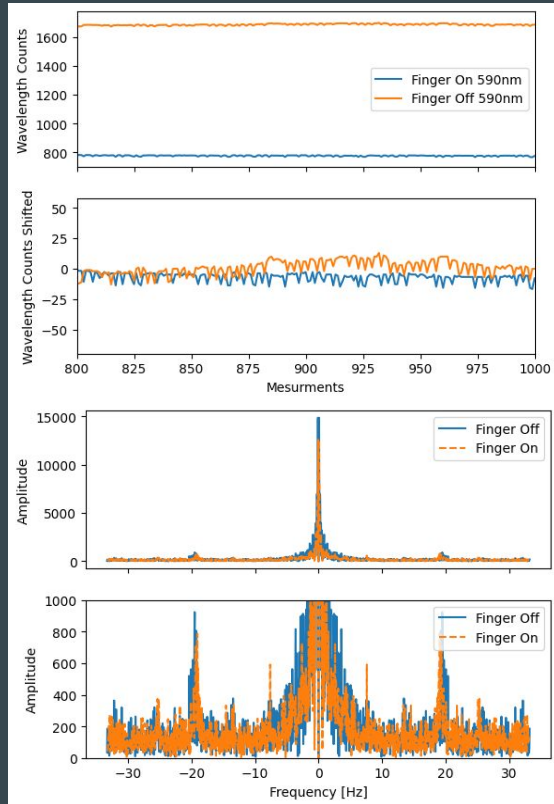 Wavelength Counts
1600
1400
1200
1000
800
Finger On 590nm
Finger Off 590nm
Wavelength Counts Shifted
50
25
0
−25
−50
800 825 850 875 900 925 950 975 1000
Mesurments
Amplitude
15000
10000
5000
0
Finger Off
Finger On
Amplitude
1000
800
600
400
200
0
Finger Off
Finger On
−30 −20 −10 0 10 20 30
Frequency [Hz]